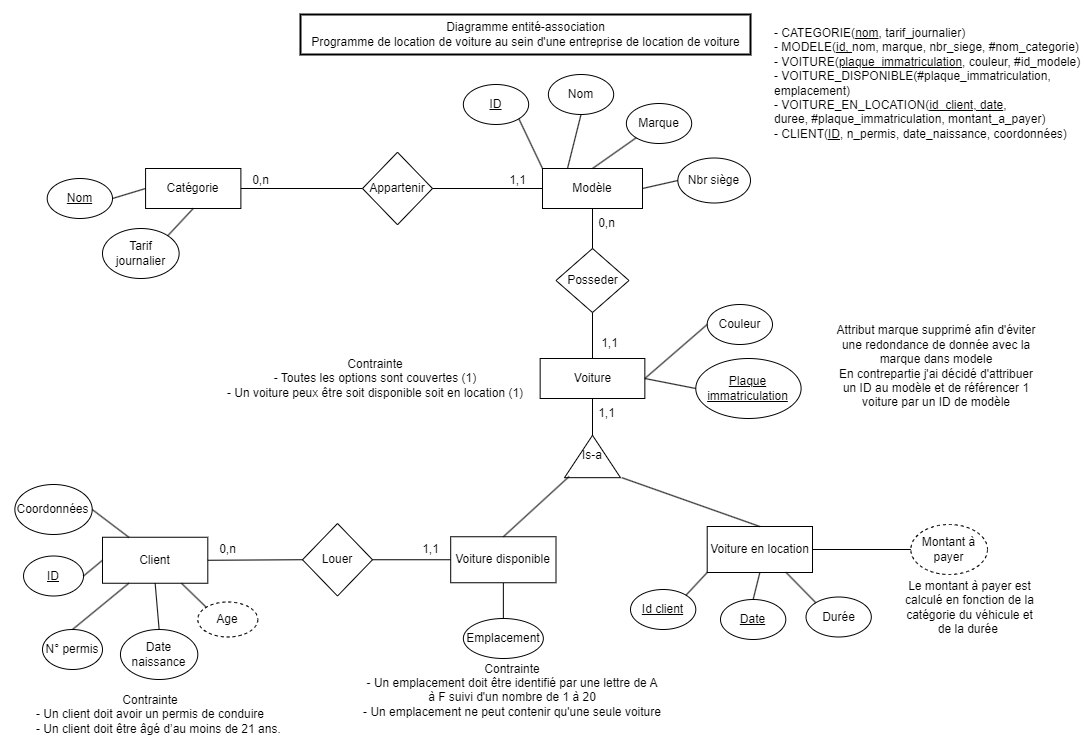 Diagramme entité-association
Programme de location de voiture au sein d'une entreprise de location de voiture
- CATEGORIE(nom, tarif_journalier)
- MODELE(id, nom, marque, nbr_siege, #nom_categorie)
- VOITURE(plaque_immatriculation, couleur, #id_modele)
- VOITURE_DISPONIBLE(#plaque_immatriculation,
emplacement)
- VOITURE_EN_LOCATION(id_client, date,
duree, #plaque_immatriculation, montant_a_payer)
- CLIENT(ID, n_permis, date_naissance, coordonnées)
ID
Nom
Marque
Nbr siège
Nom
Catégorie
0,n
Appartenir
1,1
Modèle
Tarif
journalier
0,n
Posseder
1,1
Couleur
Voiture
Plaque
immatriculation
1,1
Contrainte
- Toutes les options sont couvertes (1)
- Un voiture peux être soit disponible soit en location (1)
Attribut marque supprimé afin d'éviter
une redondance de donnée avec la
marque dans modele
En contrepartie j'ai décidé d'attribuer
un ID au modèle et de référencer 1
voiture par un ID de modèle
Is-a
Coordonnées
ID
Client
0,n
Louer
1,1
Voiture disponible
Voiture en location
Montant à
payer
Le montant à payer est
calculé en fonction de la
catégorie du véhicule et
de la durée
N° permis
Date
naissance
Age
Emplacement
Id client
Date
Durée
Contrainte
- Un emplacement doit être identifié par une lettre de A
à F suivi d'un nombre de 1 à 20
- Un emplacement ne peut contenir qu'une seule voiture
Contrainte
- Un client doit avoir un permis de conduire
- Un client doit être âgé d'au moins de 21 ans.